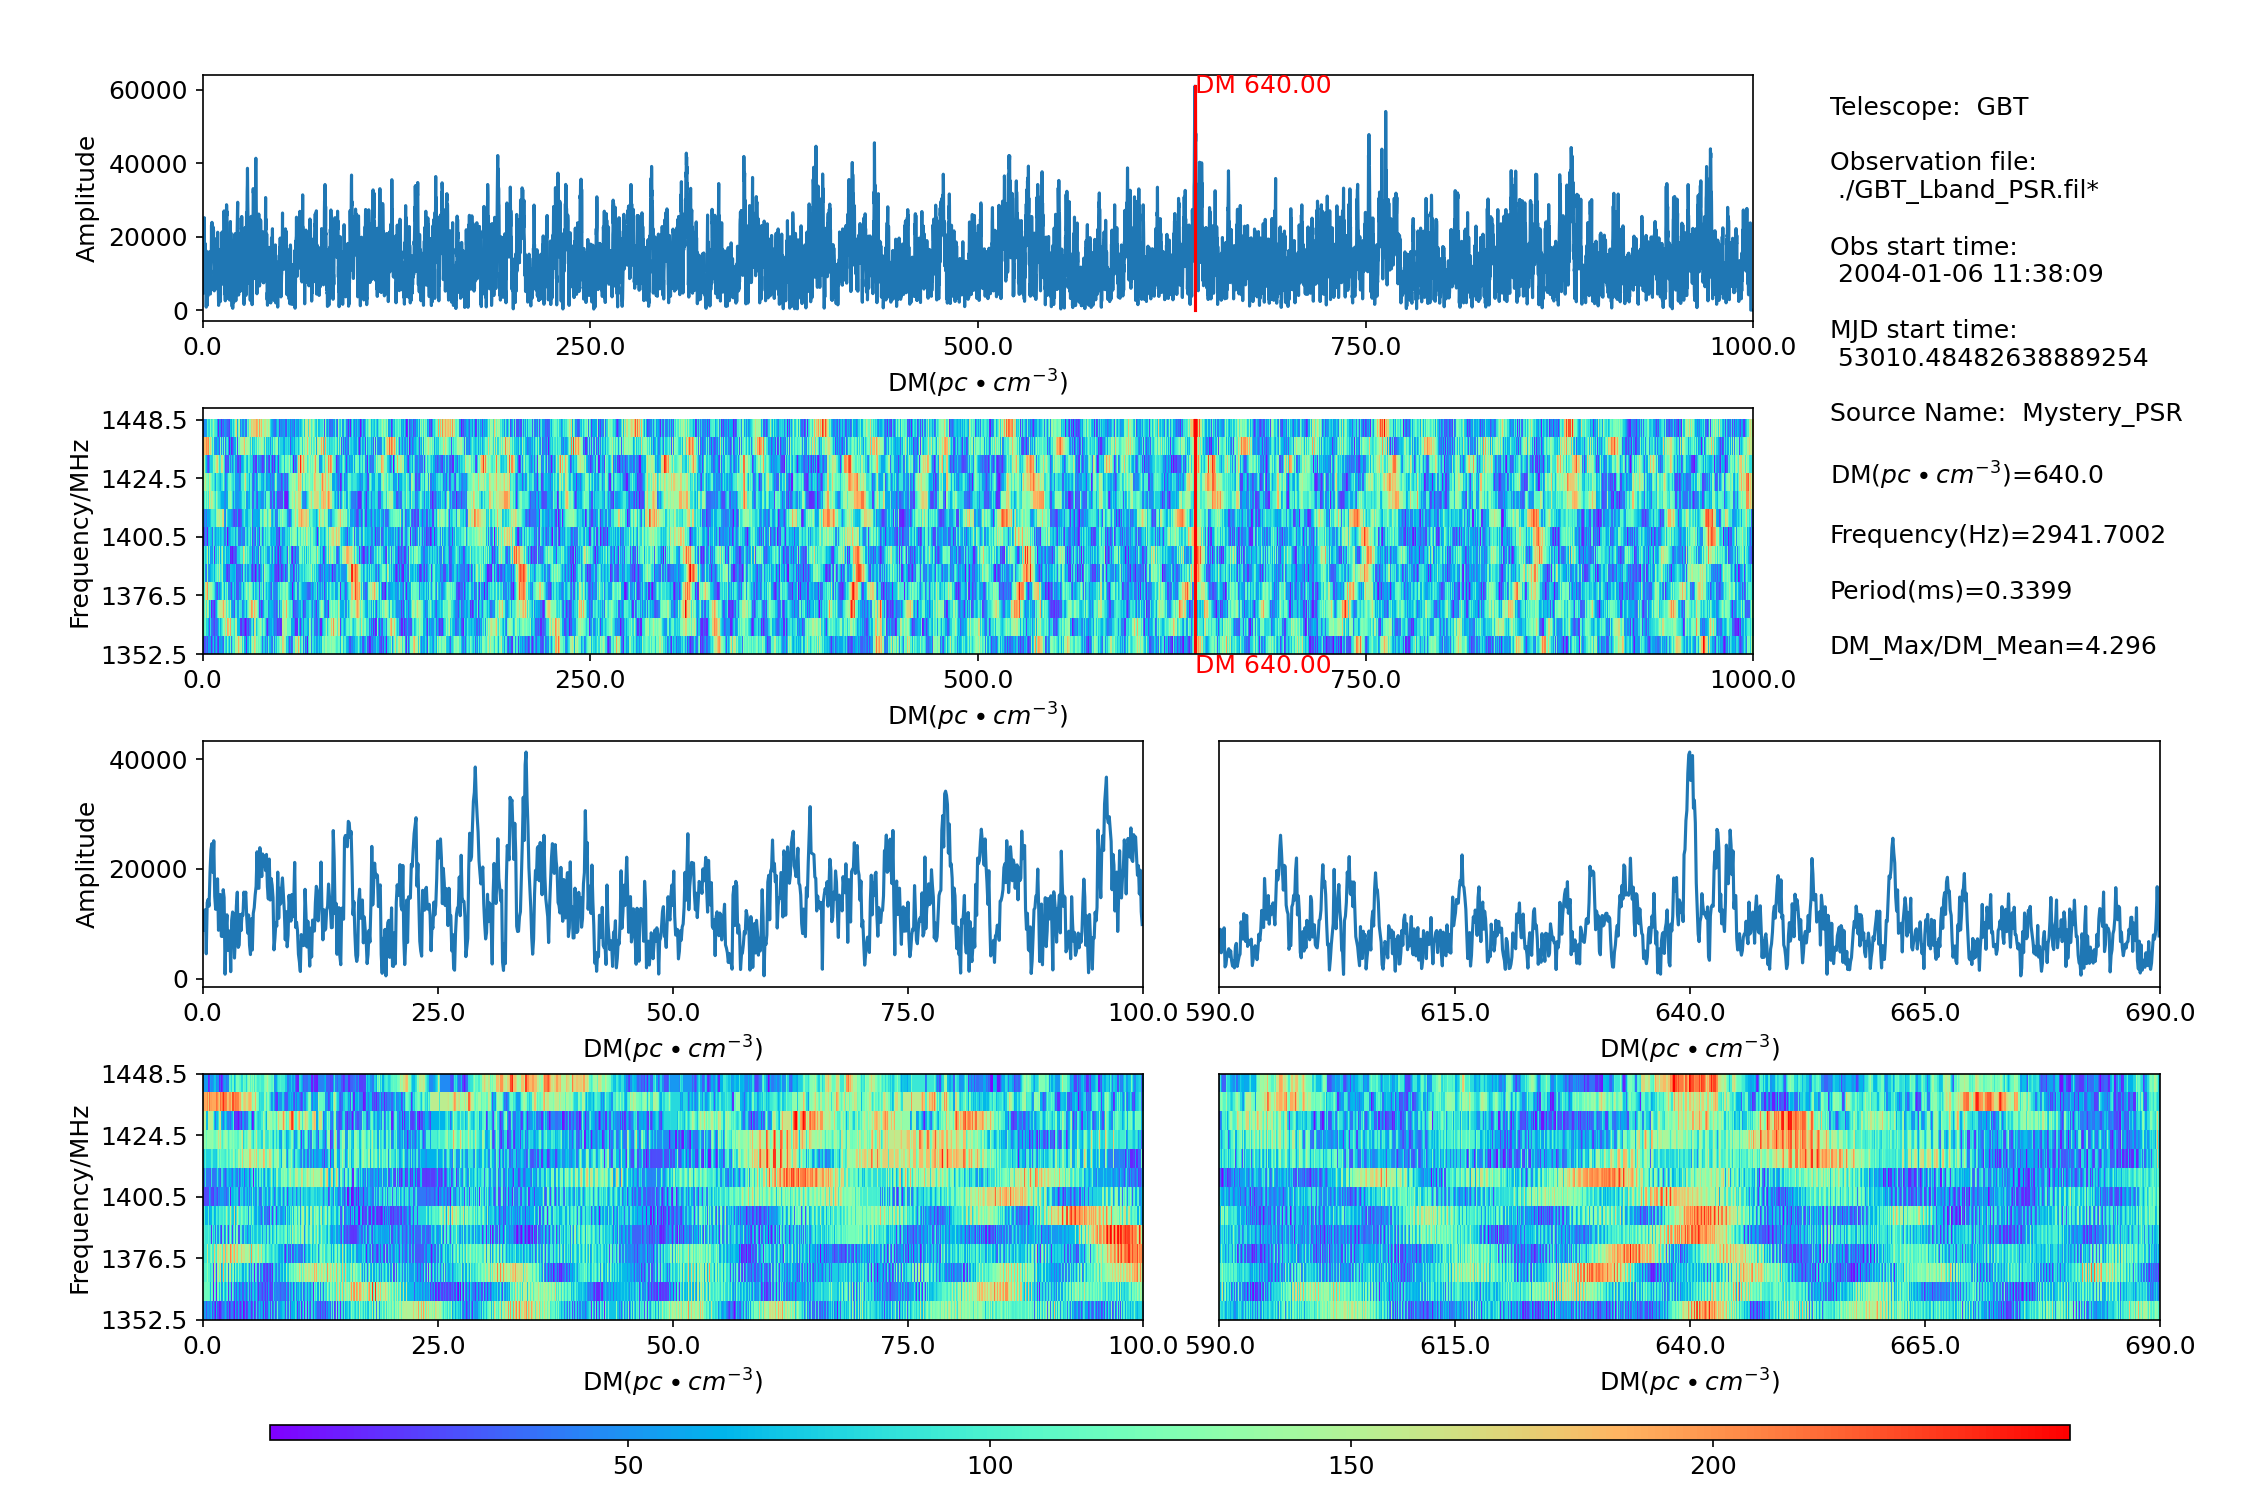 DM 640.00
60000
40000
20000
0
Amplitude
0.0 250.0 500.0 750.0 1000.0
DM(pc • cm⁻³)
Telescope:  GBT
Observation file:
./GBT_Lband_PSR.fil*
Obs start time:
2004-01-06 11:38:09
MJD start time:
53010.48482638889254
Source Name:  Mystery_PSR
DM(pc • cm⁻³)=640.0
Frequency(Hz)=2941.7002
Period(ms)=0.3399
DM_Max/DM_Mean=4.296
1448.5
1424.5
1400.5
1376.5
1352.5
Frequency/MHz
DM 640.00
0.0 250.0 500.0 750.0 1000.0
DM(pc • cm⁻³)
40000
20000
0
Amplitude
0.0 25.0 50.0 75.0 100.0
DM(pc • cm⁻³)
590.0 615.0 640.0 665.0 690.0
DM(pc • cm⁻³)
1448.5
1424.5
1400.5
1376.5
1352.5
Frequency/MHz
0.0 25.0 50.0 75.0 100.0
DM(pc • cm⁻³)
590.0 615.0 640.0 665.0 690.0
DM(pc • cm⁻³)
50 100 150 200